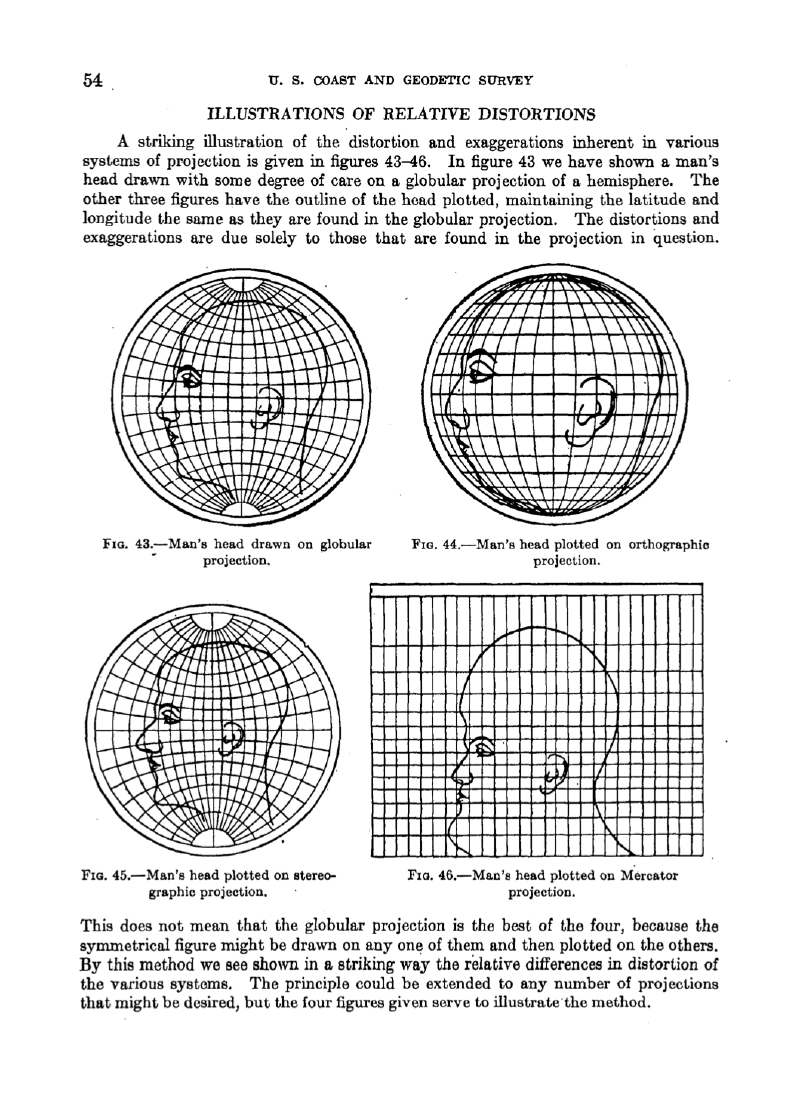 54
U. S. COAST AND GEODETIC SURVEY
ILLUSTRATIONS OF RELATIVE DISTORTIONS
A striking illustration of the distortion and exaggerations inherent in various
systems of projection is given in figures 43–46. In figure 43 we have shown a man's
head drawn with some degree of care on a globular projection of a hemisphere. The
other three figures have the outline of the head plotted, maintaining the latitude and
longitude the same as they are found in the globular projection. The distortions and
exaggerations are due solely to those that are found in the projection in question.
FIG. 43.—Man's head drawn on globular
projection.
FIG. 44.—Man's head plotted on orthographic
projection.
FIG. 45.—Man's head plotted on stereo-
graphic projection.
FIG. 46.—Man's head plotted on Mercator
projection.
This does not mean that the globular projection is the best of the four, because the
symmetrical figure might be drawn on any one of them and then plotted on the others.
By this method we see shown in a striking way the relative differences in distortion of
the various systems. The principle could be extended to any number of projections
that might be desired, but the four figures given serve to illustrate the method.